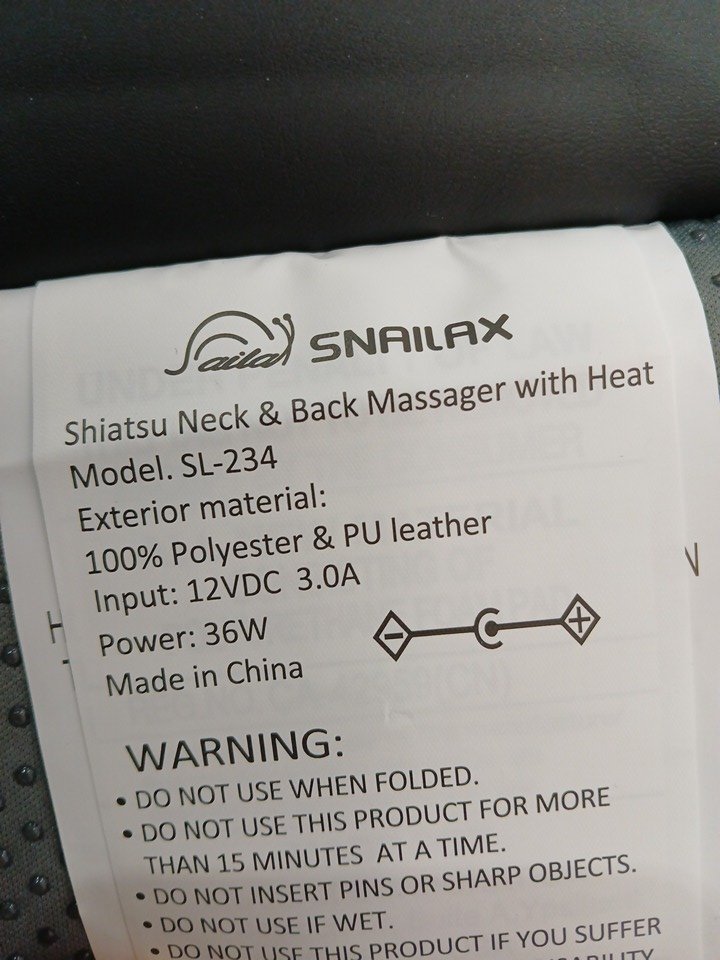 Snailax SNAILAX
Shiatsu Neck & Back Massager with Heat
Model. SL-234
Exterior material:
100% Polyester & PU leather
Input: 12VDC 3.0A
Power: 36W
Made in China
WARNING:
• DO NOT USE WHEN FOLDED.
• DO NOT USE THIS PRODUCT FOR MORE
THAN 15 MINUTES AT A TIME.
• DO NOT INSERT PINS OR SHARP OBJECTS.
• DO NOT USE IF WET.
• DO NOT USE THIS PRODUCT IF YOU SUFFER